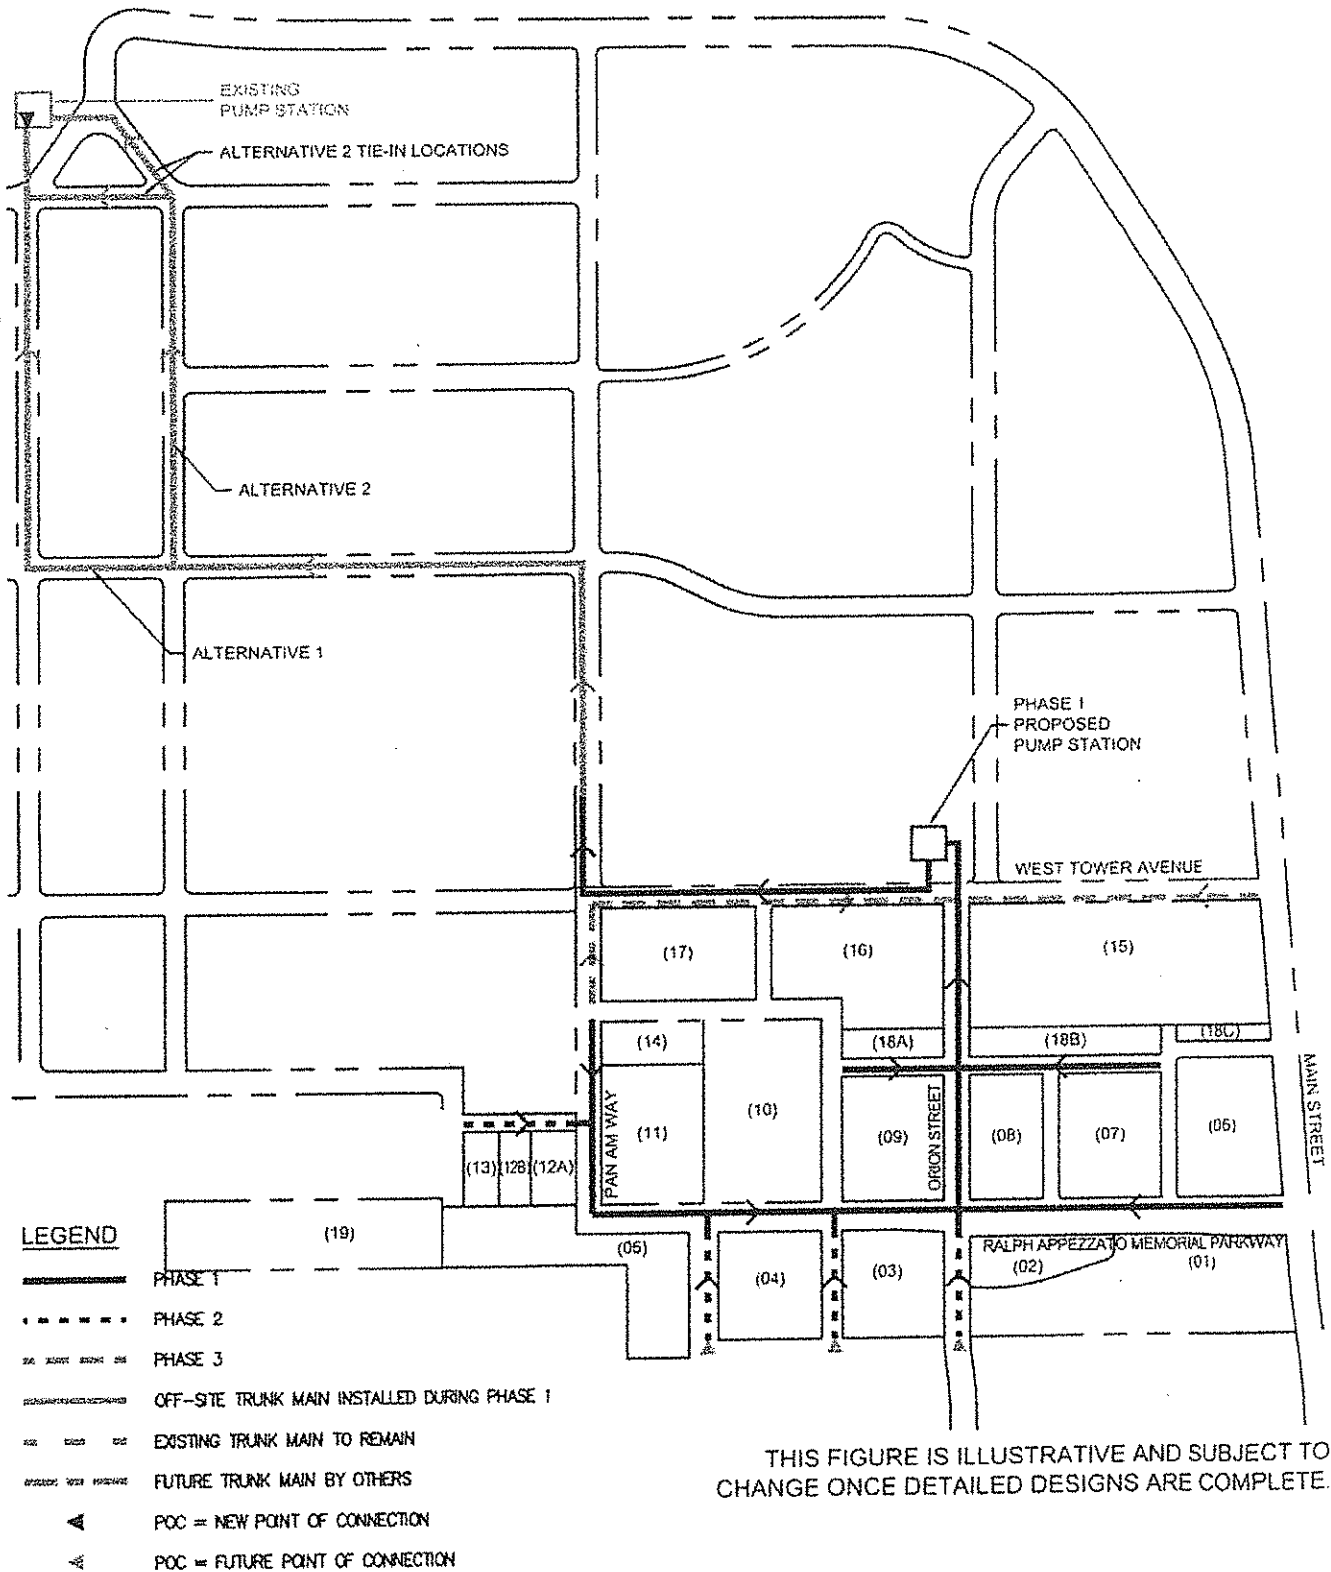 EXISTING
PUMP STATION
ALTERNATIVE 2 TIE-IN LOCATIONS
ALTERNATIVE 2
ALTERNATIVE 1
PHASE 1
PROPOSED
PUMP STATION
WEST TOWER AVENUE
(17)
(16)
(15)
(14)
(18A)
(18B)
(18C)
MAIN STREET
PAN AM WAY
(11)
(10)
(09)
ORION STREET
(08)
(07)
(06)
(13)
(12B)
(12A)
(19)
(05)
(04)
(03)
RALPH APPEZZATO MEMORIAL PARKWAY
(02)
(01)
LEGEND
PHASE 1
PHASE 2
PHASE 3
OFF-SITE TRUNK MAIN INSTALLED DURING PHASE 1
EXISTING TRUNK MAIN TO REMAIN
FUTURE TRUNK MAIN BY OTHERS
POC = NEW POINT OF CONNECTION
POC = FUTURE POINT OF CONNECTION
THIS FIGURE IS ILLUSTRATIVE AND SUBJECT TO
CHANGE ONCE DETAILED DESIGNS ARE COMPLETE.